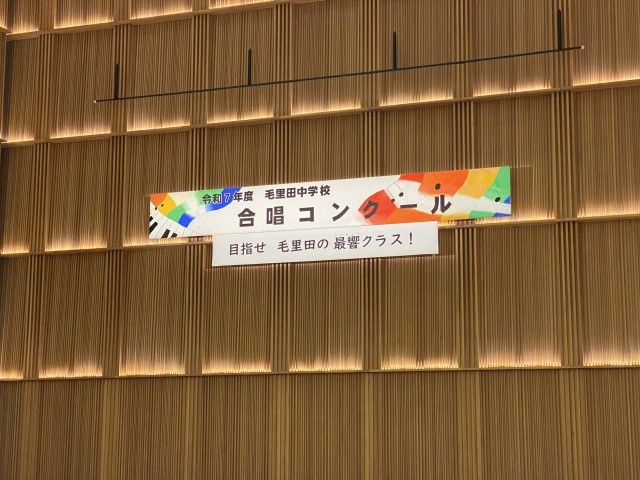 令和7年度 毛里田中学校
合唱コンクール
目指せ 毛里田の最響クラス!